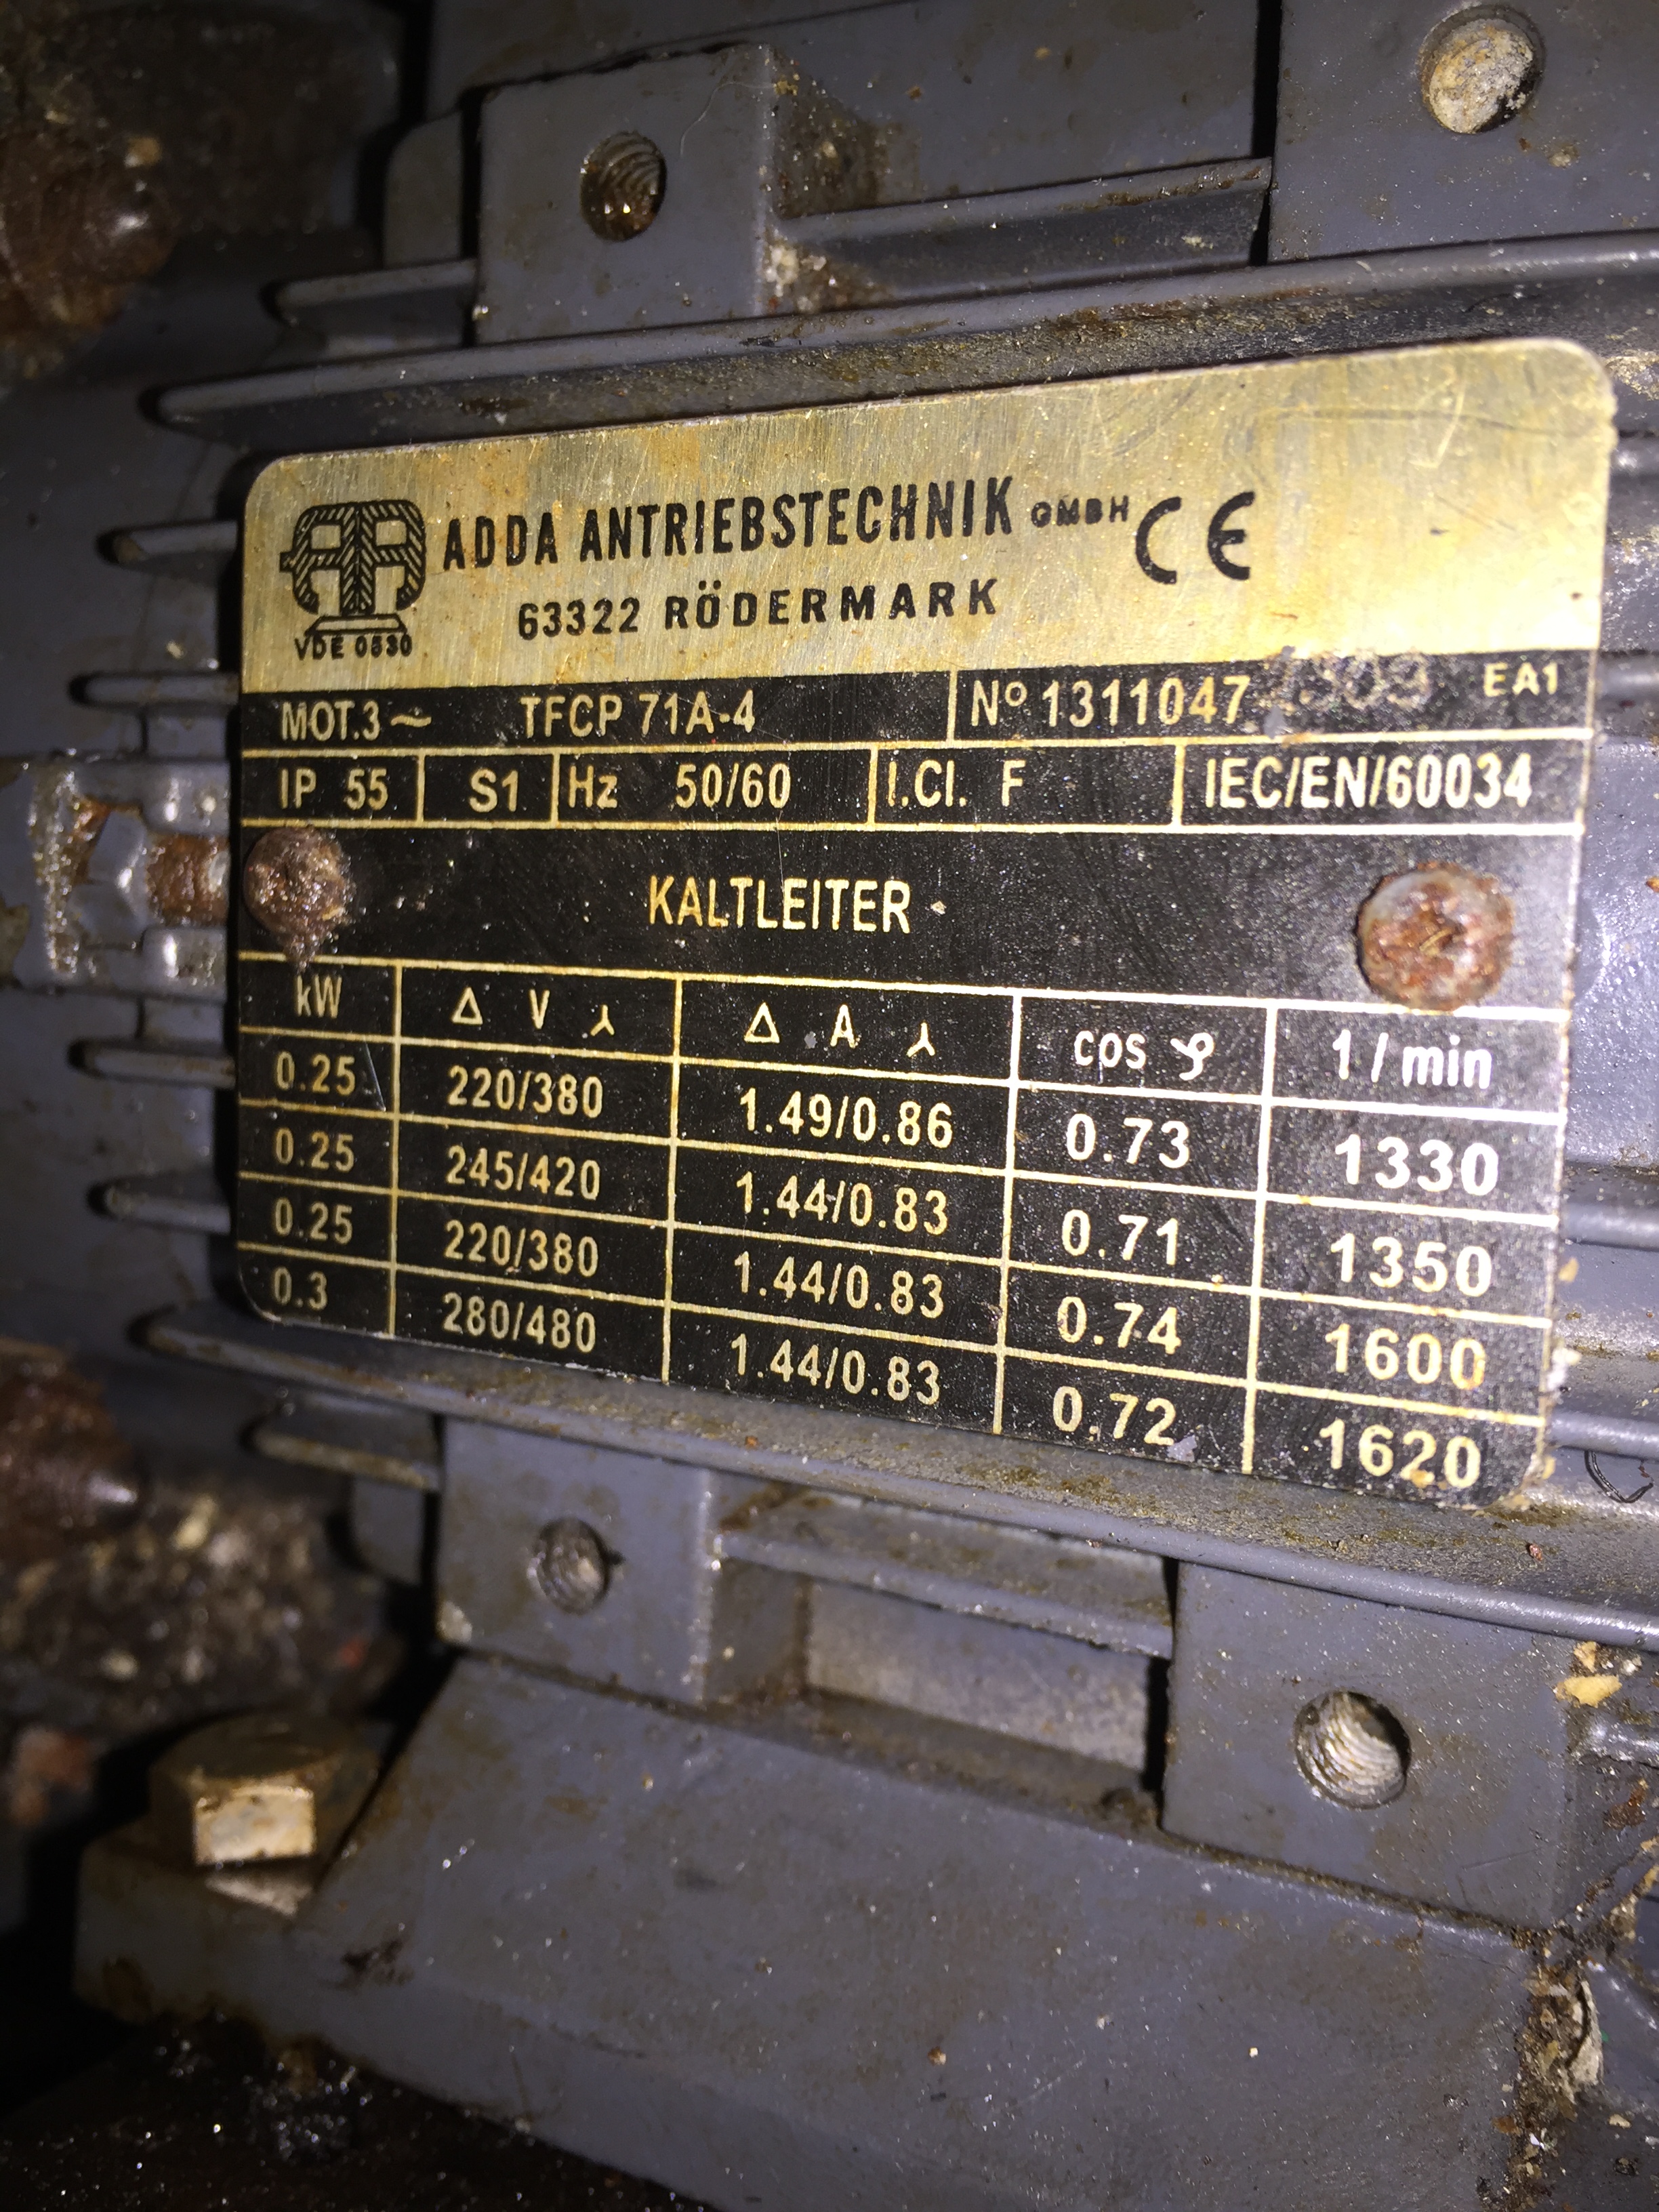 ADDA ANTRIEBSTECHNIK GMBH CE
63322 RÖDERMARK
VDE 0530
MOT.3~ TFCP 71A-4 Nº 1311047 1309 EA1
IP 55 S1 Hz 50/60 I.Cl. F IEC/EN/60034
KALTLEITER
kW Δ V ⅄ Δ A ⅄ cos φ 1/min
0.25 220/380 1.49/0.86 0.73 1330
0.25 245/420 1.44/0.83 0.71 1350
0.25 220/380 1.44/0.83 0.74 1600
0.3 280/480 1.44/0.83 0.72 1620